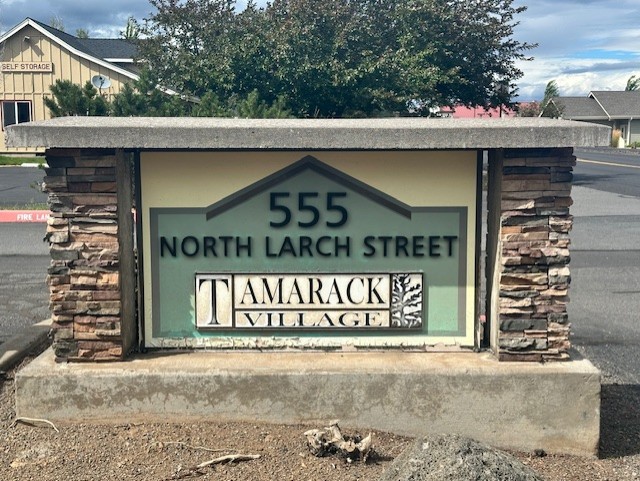 SELF STORAGE
FIRE LANE
555
NORTH LARCH STREET
TAMARACK
VILLAGE